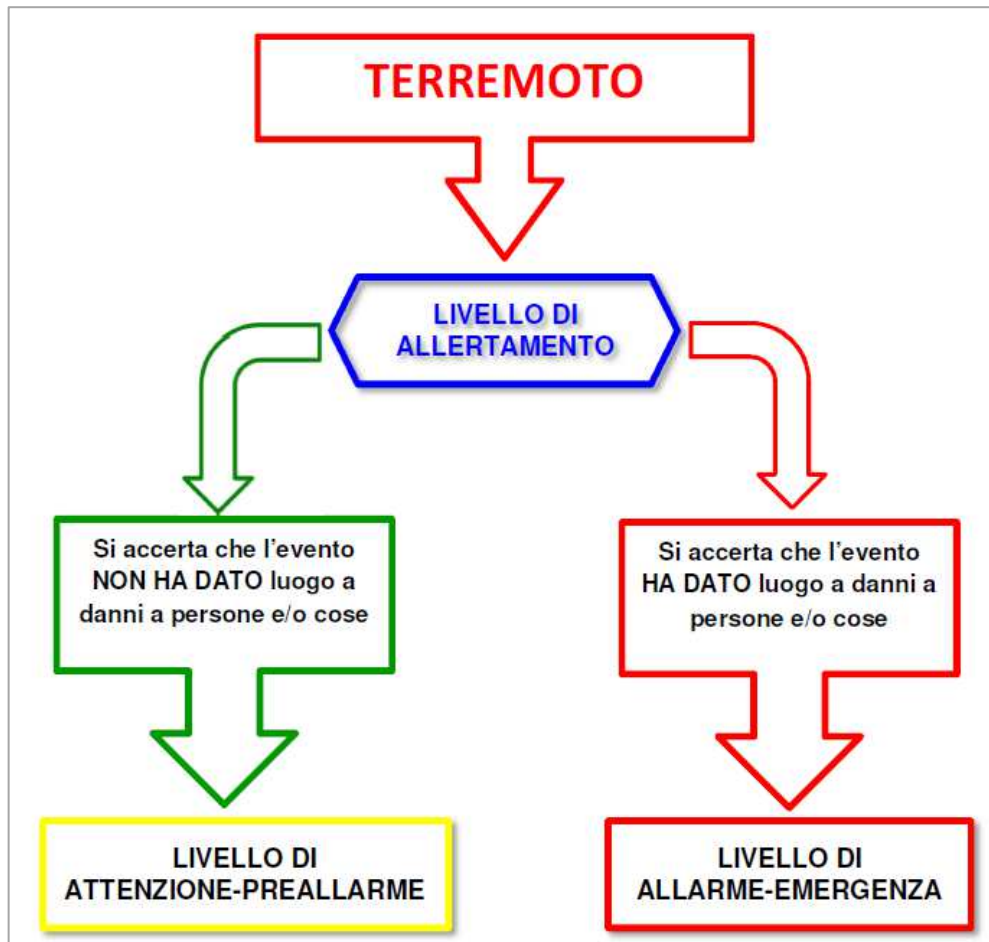 TERREMOTO
LIVELLO DI
ALLERTAMENTO
Si accerta che l'evento
NON HA DATO luogo a
danni a persone e/o cose
Si accerta che l'evento
HA DATO luogo a danni a
persone e/o cose
LIVELLO DI
ATTENZIONE-PREALLARME
LIVELLO DI
ALLARME-EMERGENZA